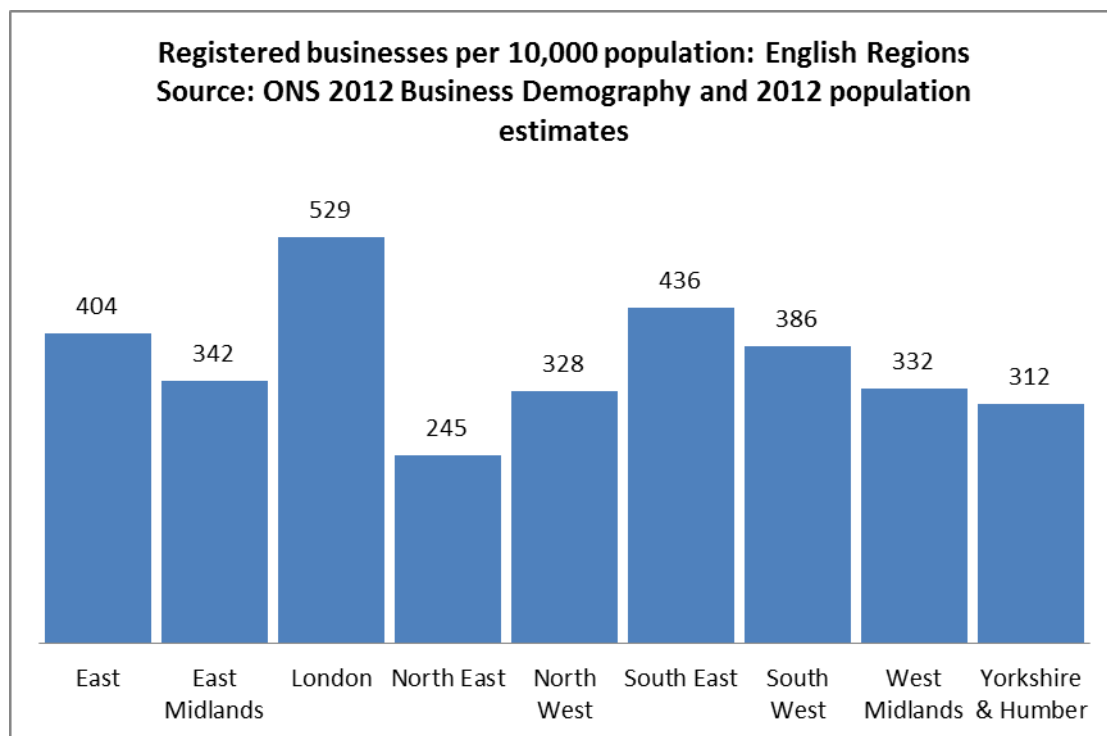 Registered businesses per 10,000 population: English Regions
Source: ONS 2012 Business Demography and 2012 population
estimates
529
436
404
386
342
332
328
312
245
East
East
Midlands
London
North East
North
West
South East
South
West
West
Midlands
Yorkshire
& Humber